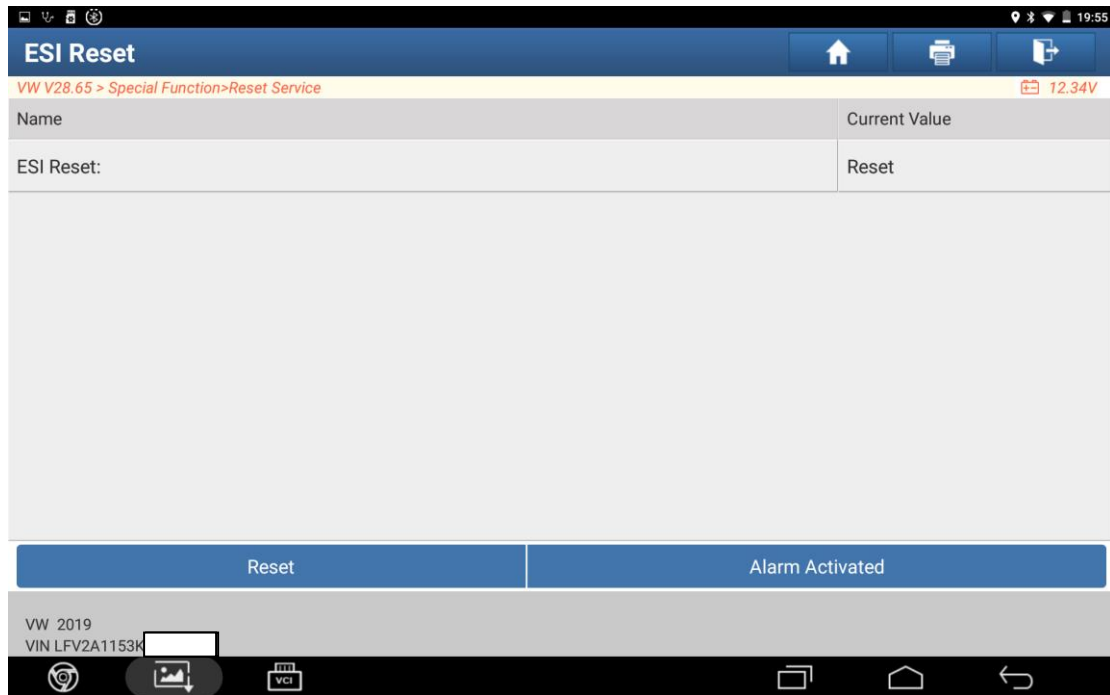 19:55
ESI Reset
VW V28.65 > Special Function>Reset Service
12.34V
Name
Current Value
ESI Reset:
Reset
Reset
Alarm Activated
VW 2019
VIN LFV2A1153K
VCI